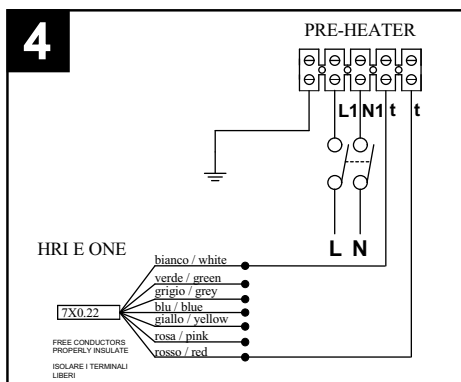 4
PRE-HEATER
L1 N1 t t
L N
HRI E ONE
bianco / white
verde / green
grigio / grey
7X0.22
blu / blue
giallo / yellow
rosa / pink
rosso / red
FREE CONDUCTORS
PROPERLY INSULATE
ISOLARE I TERMINALI
LIBERI